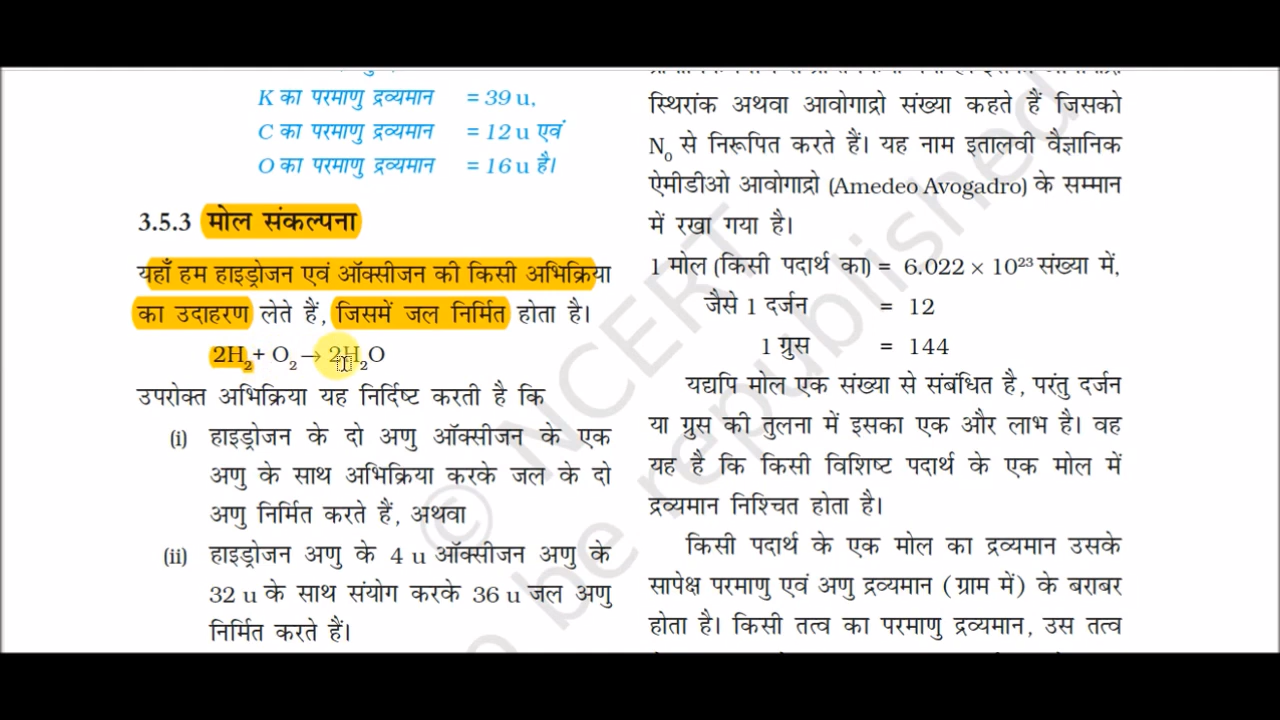 K का परमाणु द्रव्यमान = 39 u,
C का परमाणु द्रव्यमान = 12 u एवं
O का परमाणु द्रव्यमान = 16 u है।
3.5.3 मोल संकल्पना
यहाँ हम हाइड्रोजन एवं ऑक्सीजन की किसी अभिक्रिया
का उदाहरण लेते हैं, जिसमें जल निर्मित होता है।
2H₂ + O₂ → 2H₂O
उपरोक्त अभिक्रिया यह निर्दिष्ट करती है कि
(i) हाइड्रोजन के दो अणु ऑक्सीजन के एक
अणु के साथ अभिक्रिया करके जल के दो
अणु निर्मित करते हैं, अथवा
(ii) हाइड्रोजन अणु के 4 u ऑक्सीजन अणु के
32 u के साथ संयोग करके 36 u जल अणु
निर्मित करते हैं।
स्थिरांक अथवा आवोगाद्रो संख्या कहते हैं जिसको
N₀ से निरूपित करते हैं। यह नाम इतालवी वैज्ञानिक
ऐमीडीओ आवोगाद्रो (Amedeo Avogadro) के सम्मान
में रखा गया है।
1 मोल (किसी पदार्थ का) = 6.022 × 10²³ संख्या में,
जैसे 1 दर्जन = 12
1 ग्रुस = 144
यद्यपि मोल एक संख्या से संबंधित है, परंतु दर्जन
या ग्रुस की तुलना में इसका एक और लाभ है। वह
यह है कि किसी विशिष्ट पदार्थ के एक मोल में
द्रव्यमान निश्चित होता है।
किसी पदार्थ के एक मोल का द्रव्यमान उसके
सापेक्ष परमाणु एवं अणु द्रव्यमान (ग्राम में) के बराबर
होता है। किसी तत्व का परमाणु द्रव्यमान, उस तत्व
© NCERT
o be republished